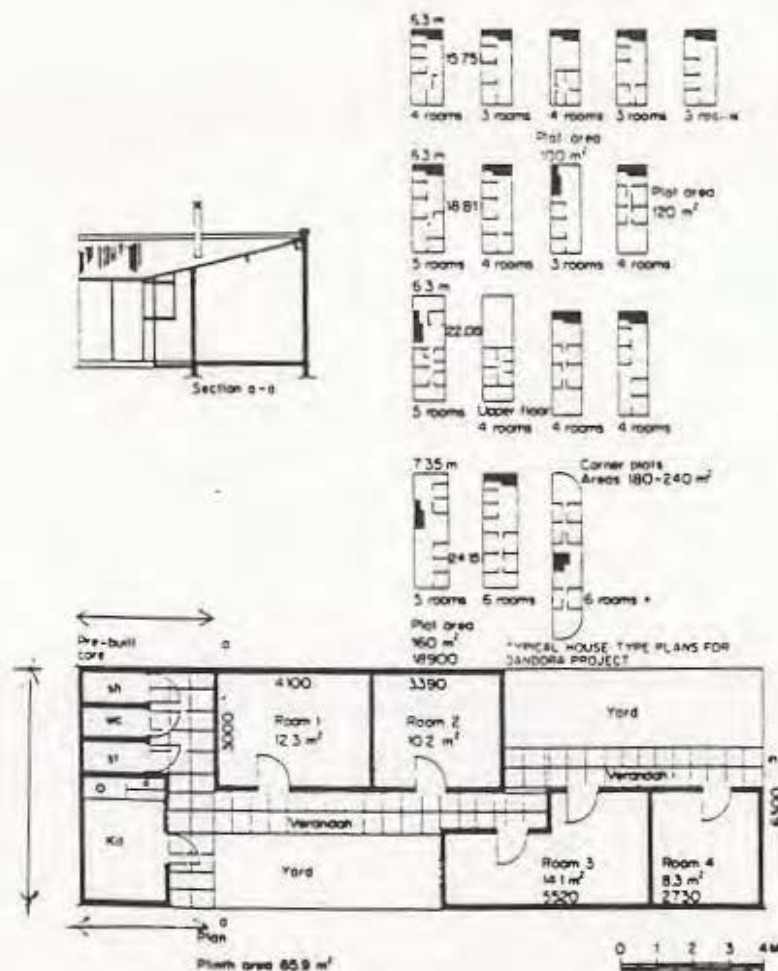 6.3 m
15.75
4 rooms
3 rooms
4 rooms
3 rooms
Plot area
100 m²
6.3 m
18.81
Plot area
120 m²
5 rooms
4 rooms
3 rooms
4 rooms
6.3 m
22.05
5 rooms
Upper floor
4 rooms
4 rooms
4 rooms
x
Section a-a
7.35 m
Corner plots
Areas 180-240 m²
24.15
6 rooms
6 rooms +
Plot area
160 m²
18900
TYPICAL HOUSE TYPE PLANS FOR
DANDORA PROJECT
Pre-built
core
a
sh
wc
st
Kd
3000
4100
Room 1
12.3 m²
3390
Room 2
10.2 m²
Yard
Verandah
Verandah
6300
Yard
Room 3
14.1 m²
5520
Room 4
8.3 m²
2730
a
Plan
Plinth area 85.9 m²
0 1 2 3 4 M